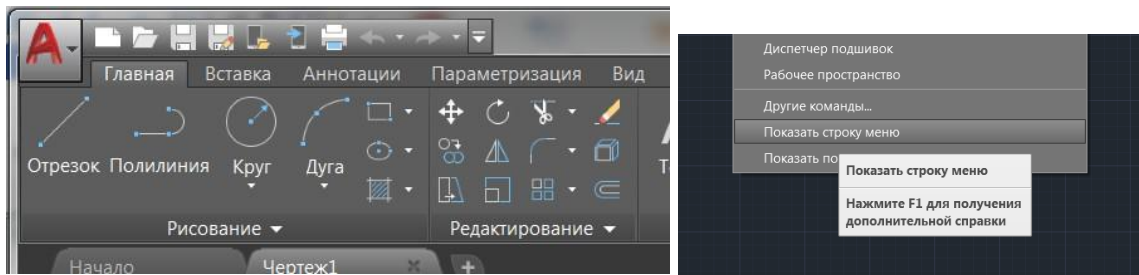 Главная Вставка Аннотации Параметризация Вид
Отрезок Полилиния Круг Дуга
Рисование Редактирование
Начало Чертеж1
Диспетчер подшивок
Рабочее пространство
Другие команды...
Показать строку меню
Показать по
Показать строку меню
Нажмите F1 для получения
дополнительной справки